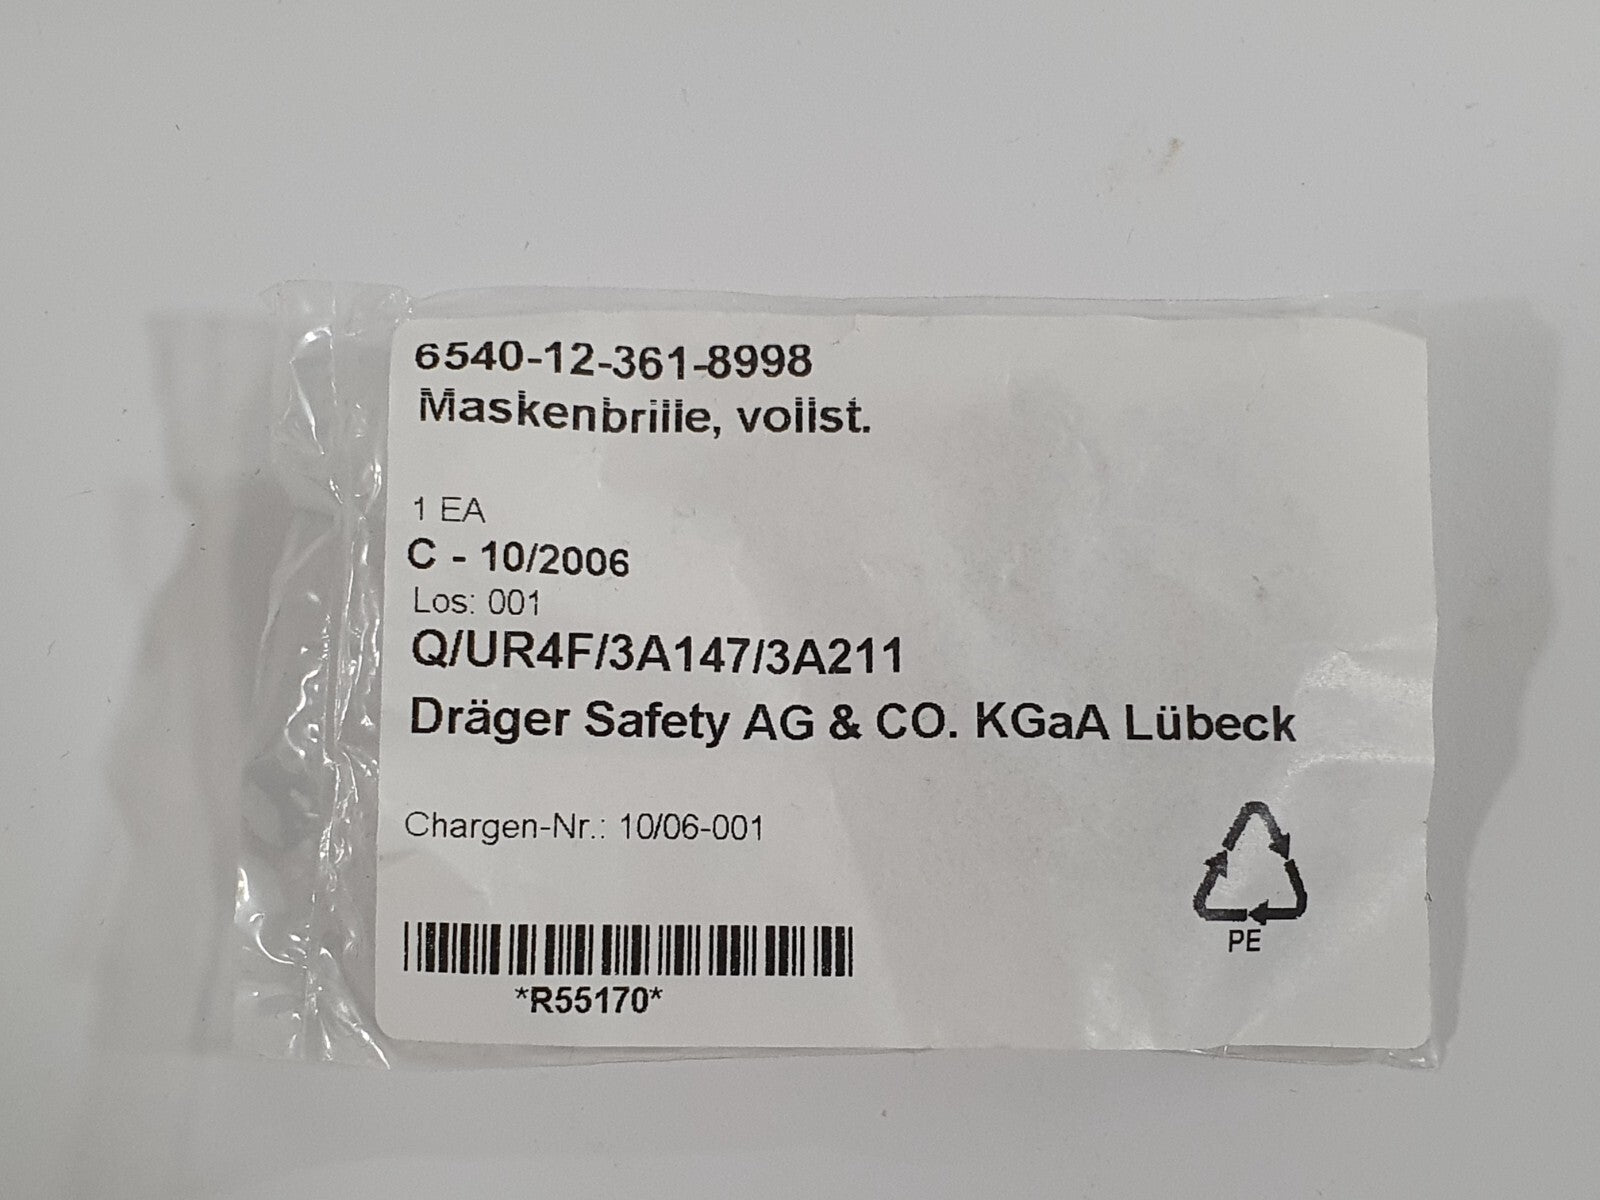 6540-12-361-8998
Maskenbrille, vollst.
1 EA
C - 10/2006
Los: 001
Q/UR4F/3A147/3A211
Dräger Safety AG & CO. KGaA Lübeck
Chargen-Nr.: 10/06-001
*R55170*
PE